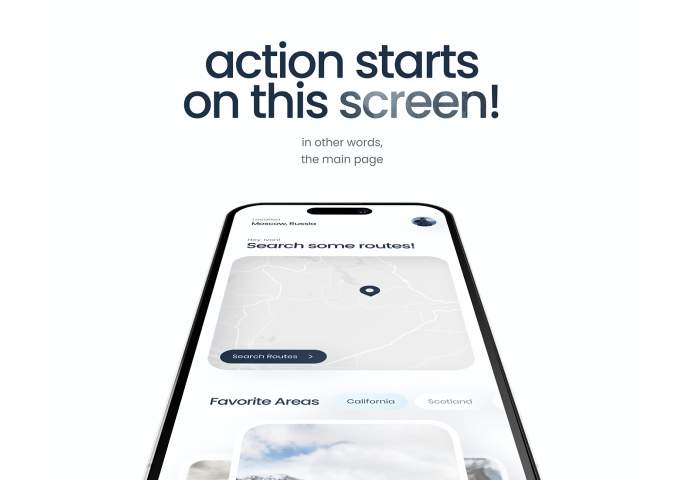 action starts
on this screen!
in other words,
the main page
Location
Moscow, Russia
Hey, Ivan!
Search some routes!
Search Routes >
Favorite Areas
California
Scotland